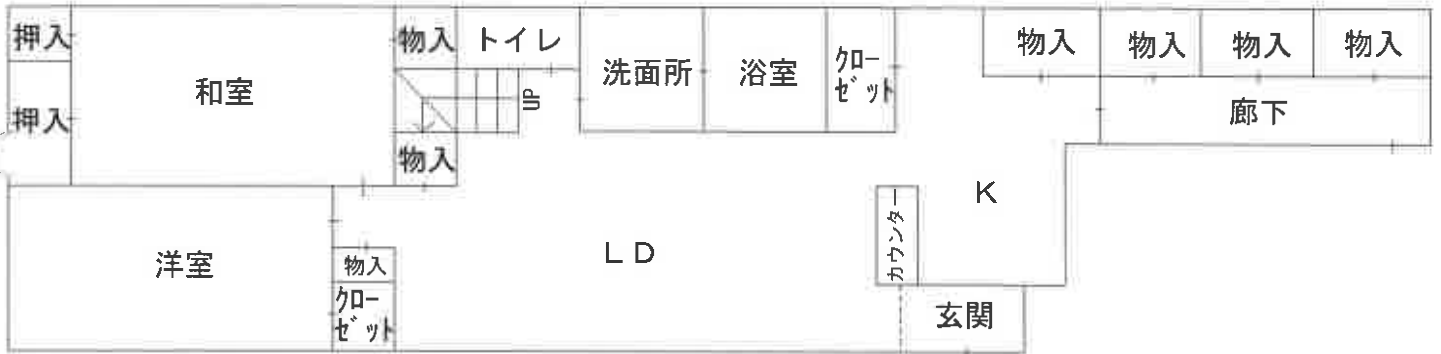 押入
和室
物入
トイレ
洗面所
浴室
クロー
ゼット
物入
物入
物入
物入
押入
UP
廊下
物入
K
カウンター
洋室
LD
物入
クロー
ゼット
玄関